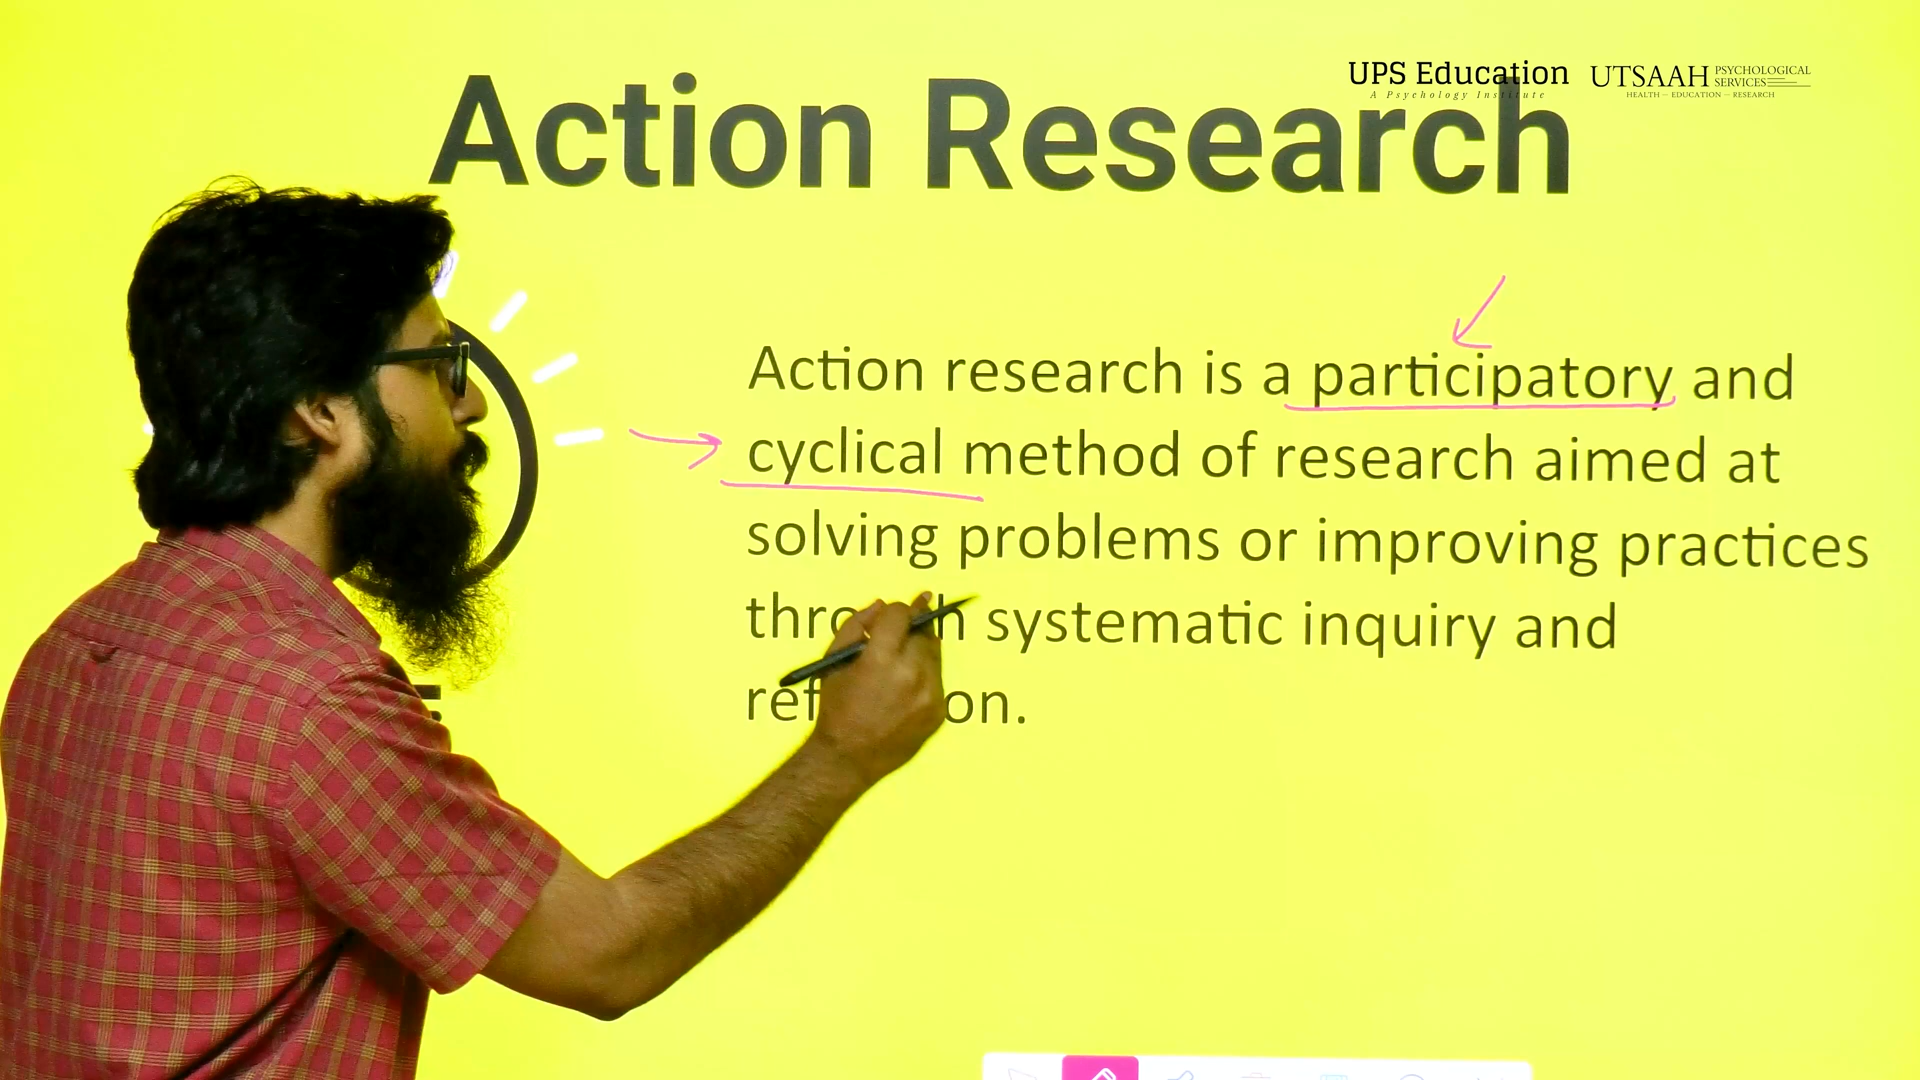 UPS Education
A Psychology Institute
UTSAAH PSYCHOLOGICAL SERVICES
HEALTH — EDUCATION — RESEARCH
Action Research
Action research is a participatory and
cyclical method of research aimed at
solving problems or improving practices
systematic inquiry and